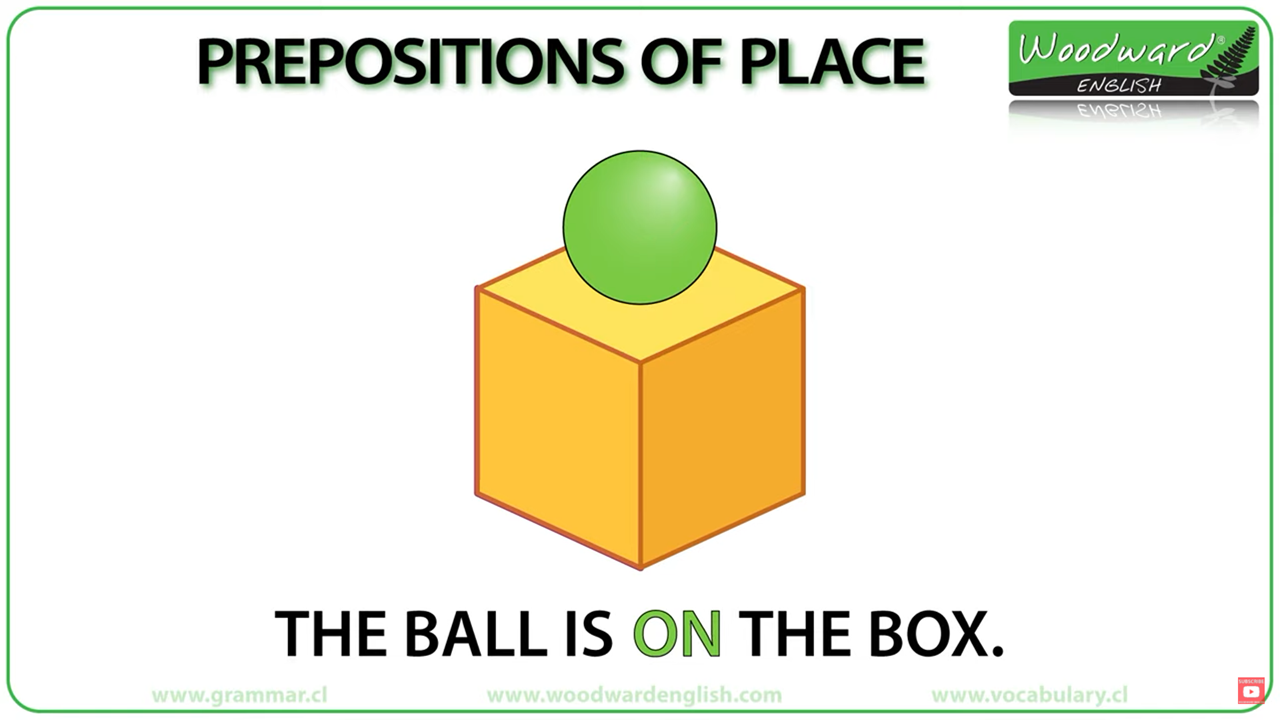 PREPOSITIONS OF PLACE
Woodward®
ENGLISH
THE BALL IS ON THE BOX.
www.grammar.cl www.woodwardenglish.com www.vocabulary.cl
SUBSCRIBE